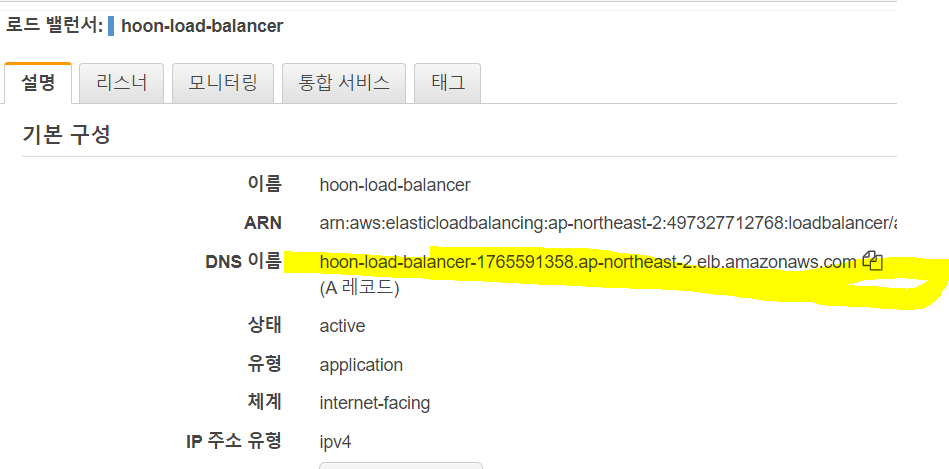 로드 밸런서: hoon-load-balancer
설명 리스너 모니터링 통합 서비스 태그
기본 구성
이름 hoon-load-balancer
ARN arn:aws:elasticloadbalancing:ap-northeast-2:497327712768:loadbalancer/a
DNS 이름 hoon-load-balancer-1765591358.ap-northeast-2.elb.amazonaws.com
(A 레코드)
상태 active
유형 application
체계 internet-facing
IP 주소 유형 ipv4